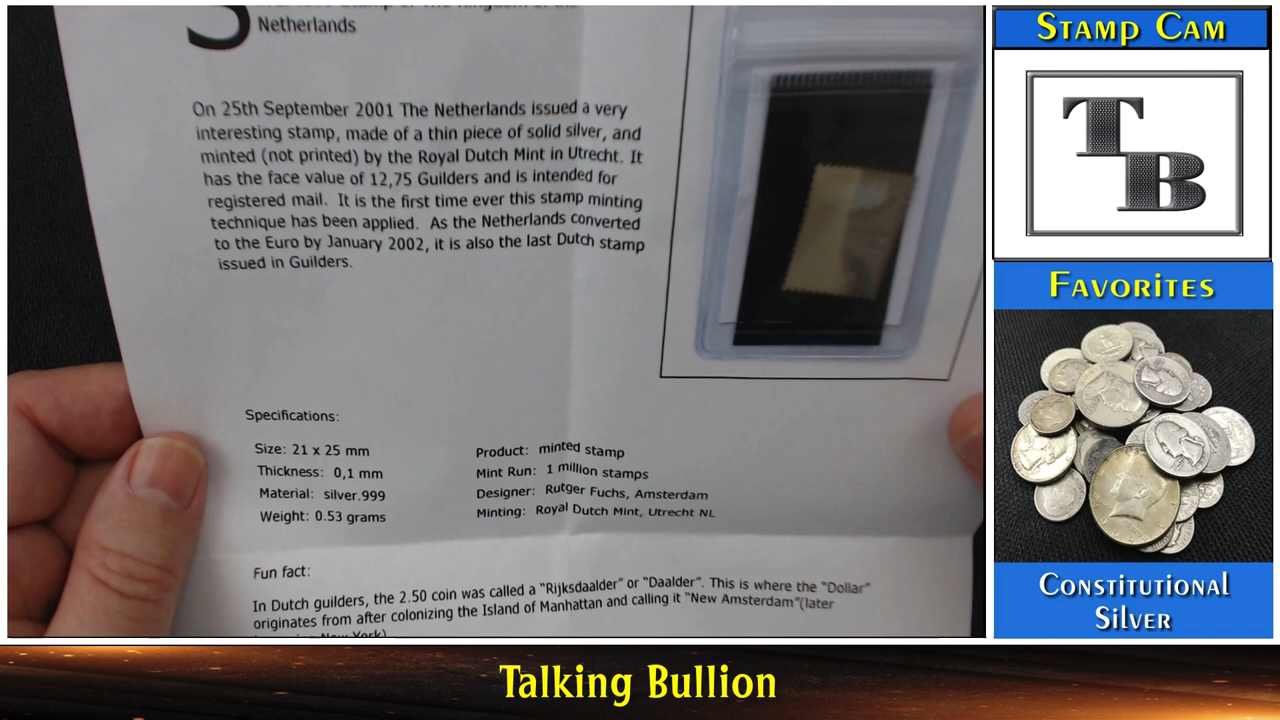 Netherlands
On 25th September 2001 The Netherlands issued a very
interesting stamp, made of a thin piece of solid silver, and
minted (not printed) by the Royal Dutch Mint in Utrecht. It
has the face value of 12,75 Guilders and is intended for
registered mail. It is the first time ever this stamp minting
technique has been applied. As the Netherlands converted
to the Euro by January 2002, it is also the last Dutch stamp
issued in Guilders.
Specifications:
Size: 21 x 25 mm
Thickness: 0,1 mm
Material: silver.999
Weight: 0.53 grams
Product: minted stamp
Mint Run: 1 million stamps
Designer: Rutger Fuchs, Amsterdam
Minting: Royal Dutch Mint, Utrecht NL
Fun fact:
In Dutch guilders, the 2.50 coin was called a “Rijksdaalder” or “Daalder”. This is where the “Dollar”
originates from after colonizing the Island of Manhattan and calling it “New Amsterdam”(later
New York)
Stamp Cam
TB
Favorites
Constitutional
Silver
Talking Bullion